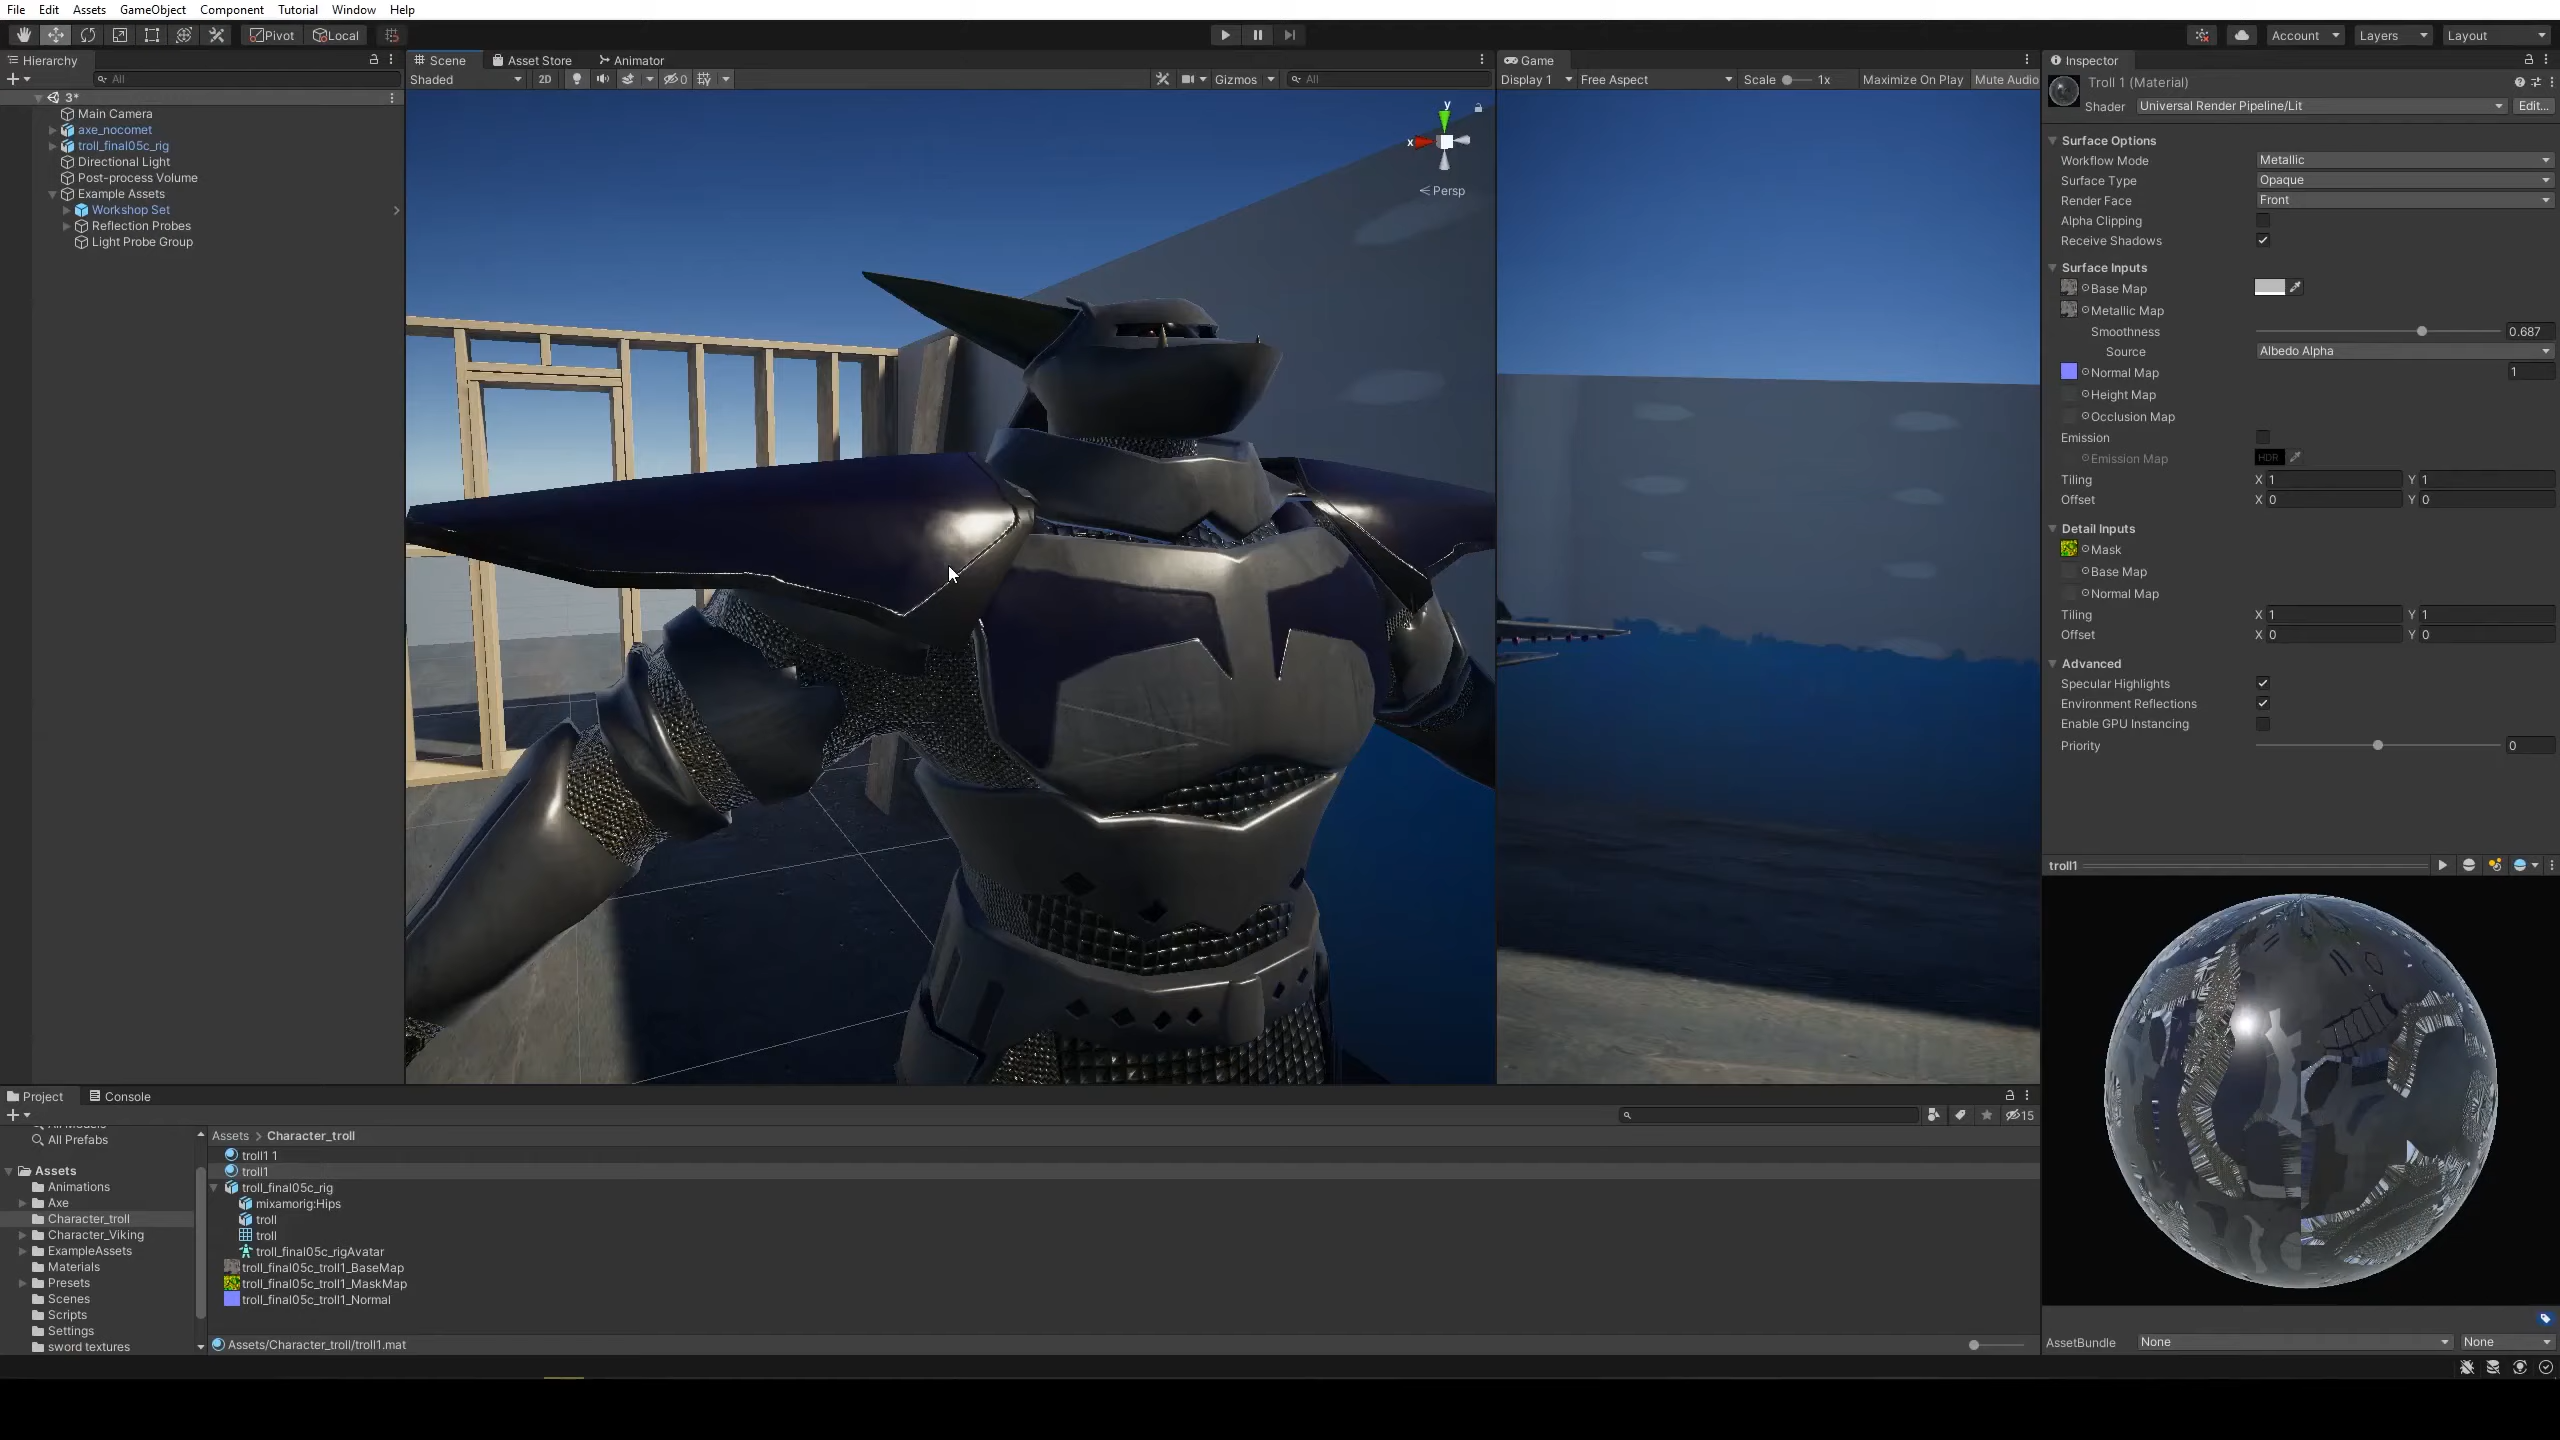 File Edit Assets GameObject Component Tutorial Window Help
Pivot Local Account Layers Layout
Hierarchy
All
3*
Main Camera
axe_nocomet
troll_final05c_rig
Directional Light
Post-process Volume
Example Assets
Workshop Set
Reflection Probes
Light Probe Group
Scene Asset Store Animator
Shaded 2D 0 Gizmos All
y
x
Persp
Game
Display 1 Free Aspect Scale 1x Maximize On Play Mute Audio
Inspector
Troll 1 (Material)
Shader Universal Render Pipeline/Lit Edit...
Surface Options
Workflow Mode Metallic
Surface Type Opaque
Render Face Front
Alpha Clipping
Receive Shadows
Surface Inputs
Base Map
Metallic Map
Smoothness 0.687
Source Albedo Alpha
Normal Map 1
Height Map
Occlusion Map
Emission
Emission Map HDR
Tiling X 1 Y 1
Offset X 0 Y 0
Detail Inputs
Mask
Base Map
Normal Map
Tiling X 1 Y 1
Offset X 0 Y 0
Advanced
Specular Highlights
Environment Reflections
Enable GPU Instancing
Priority 0
troll1
AssetBundle None None
Project Console
15
All Prefabs
Assets
Animations
Axe
Character_troll
Character_Viking
ExampleAssets
Materials
Presets
Scenes
Scripts
Settings
sword textures
Assets > Character_troll
troll1 1
troll1
troll_final05c_rig
mixamorig:Hips
troll
troll
troll_final05c_rigAvatar
troll_final05c_troll1_BaseMap
troll_final05c_troll1_MaskMap
troll_final05c_troll1_Normal
Assets/Character_troll/troll1.mat